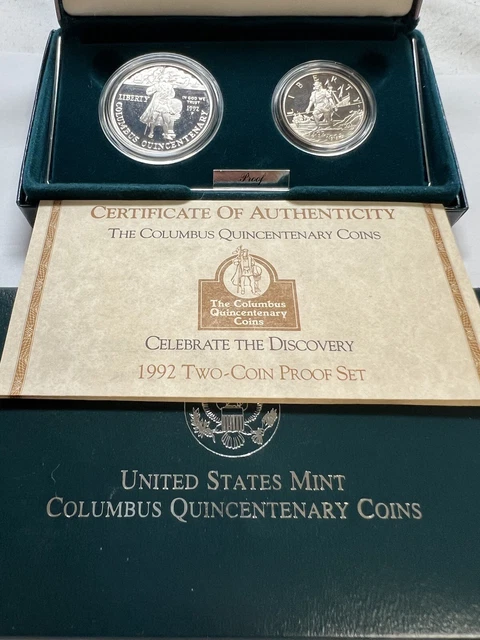 LIBERTY
IN GOD WE
TRUST
1992
COLUMBUS QUINCENTENARY
LIBERTY
Proof
CERTIFICATE OF AUTHENTICITY
THE COLUMBUS QUINCENTENARY COINS
The Columbus
Quincentenary
Coins
CELEBRATE THE DISCOVERY
1992 TWO-COIN PROOF SET
UNITED STATES MINT
COLUMBUS QUINCENTENARY COINS